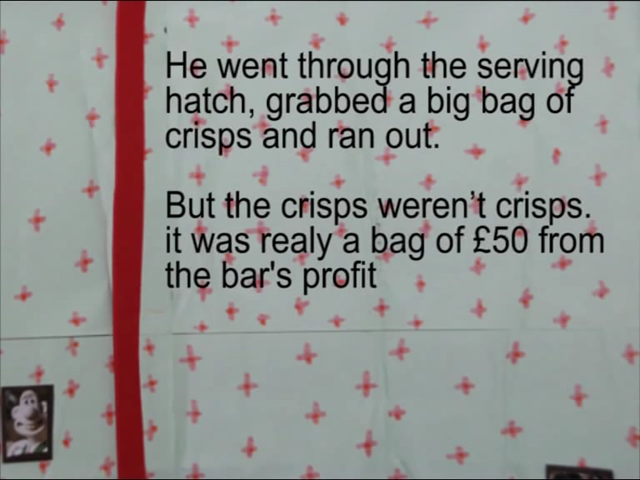 He went through the serving
hatch, grabbed a big bag of
crisps and ran out.
But the crisps weren't crisps.
it was realy a bag of £50 from
the bar's profit